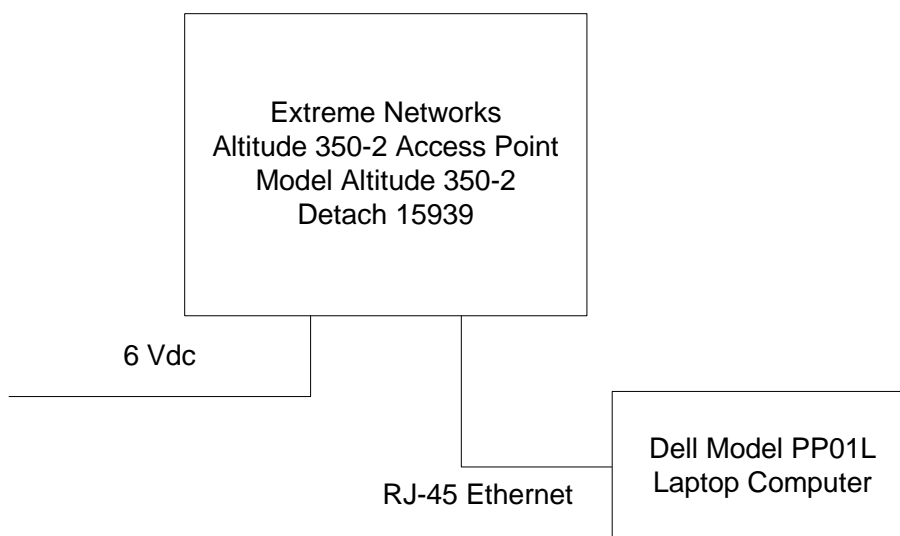 Extreme Networks
Altitude 350-2 Access Point
Model Altitude 350-2
Detach 15939
6 Vdc
Dell Model PP01L
Laptop Computer
RJ-45 Ethernet